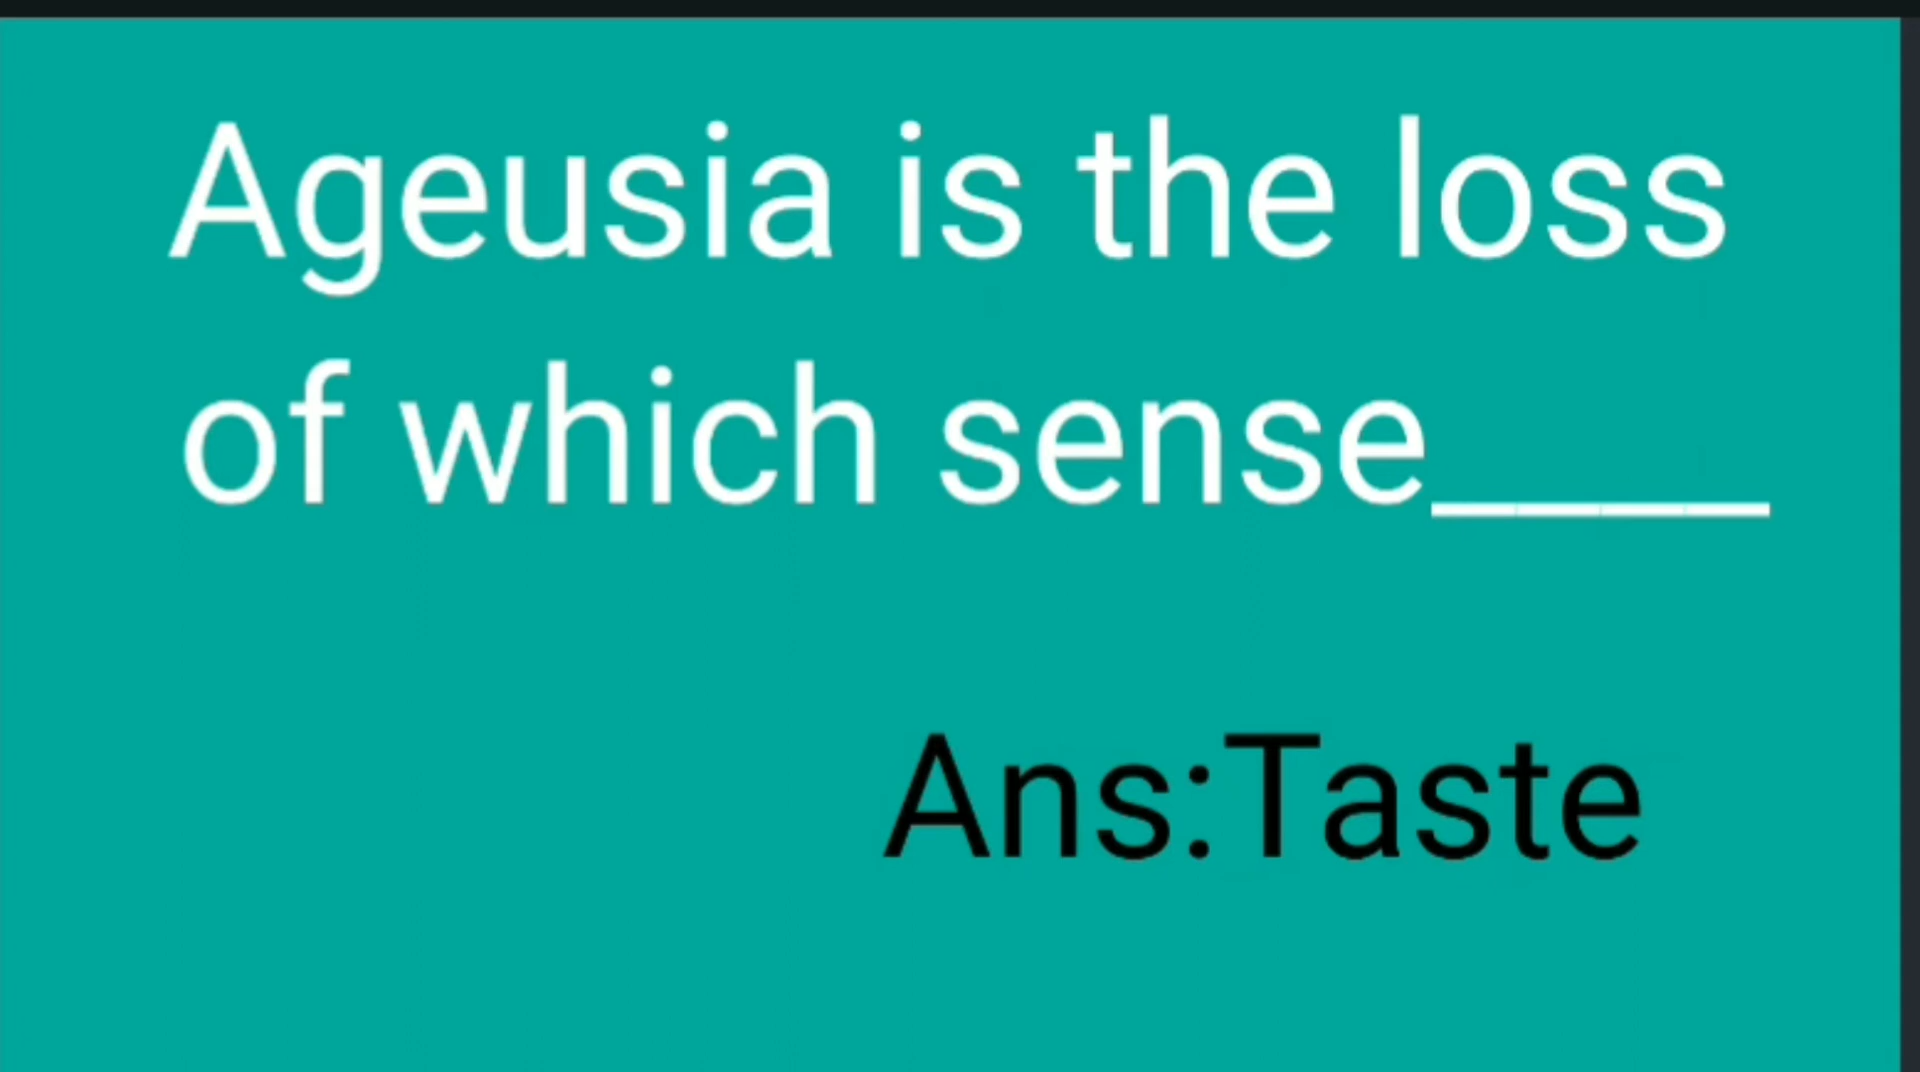 Ageusia is the loss
of which sense____
Ans:Taste